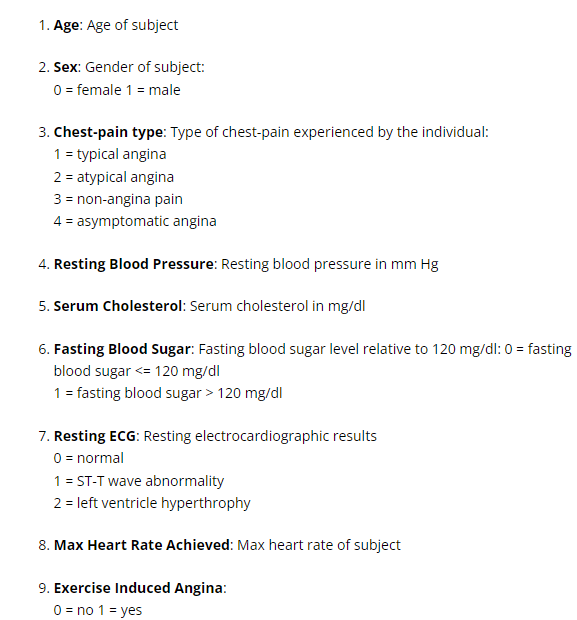 1. Age: Age of subject
2. Sex: Gender of subject:
0 = female 1 = male
3. Chest-pain type: Type of chest-pain experienced by the individual:
1 = typical angina
2 = atypical angina
3 = non-angina pain
4 = asymptomatic angina
4. Resting Blood Pressure: Resting blood pressure in mm Hg
5. Serum Cholesterol: Serum cholesterol in mg/dl
6. Fasting Blood Sugar: Fasting blood sugar level relative to 120 mg/dl: 0 = fasting
blood sugar <= 120 mg/dl
1 = fasting blood sugar > 120 mg/dl
7. Resting ECG: Resting electrocardiographic results
0 = normal
1 = ST-T wave abnormality
2 = left ventricle hyperthrophy
8. Max Heart Rate Achieved: Max heart rate of subject
9. Exercise Induced Angina:
0 = no 1 = yes